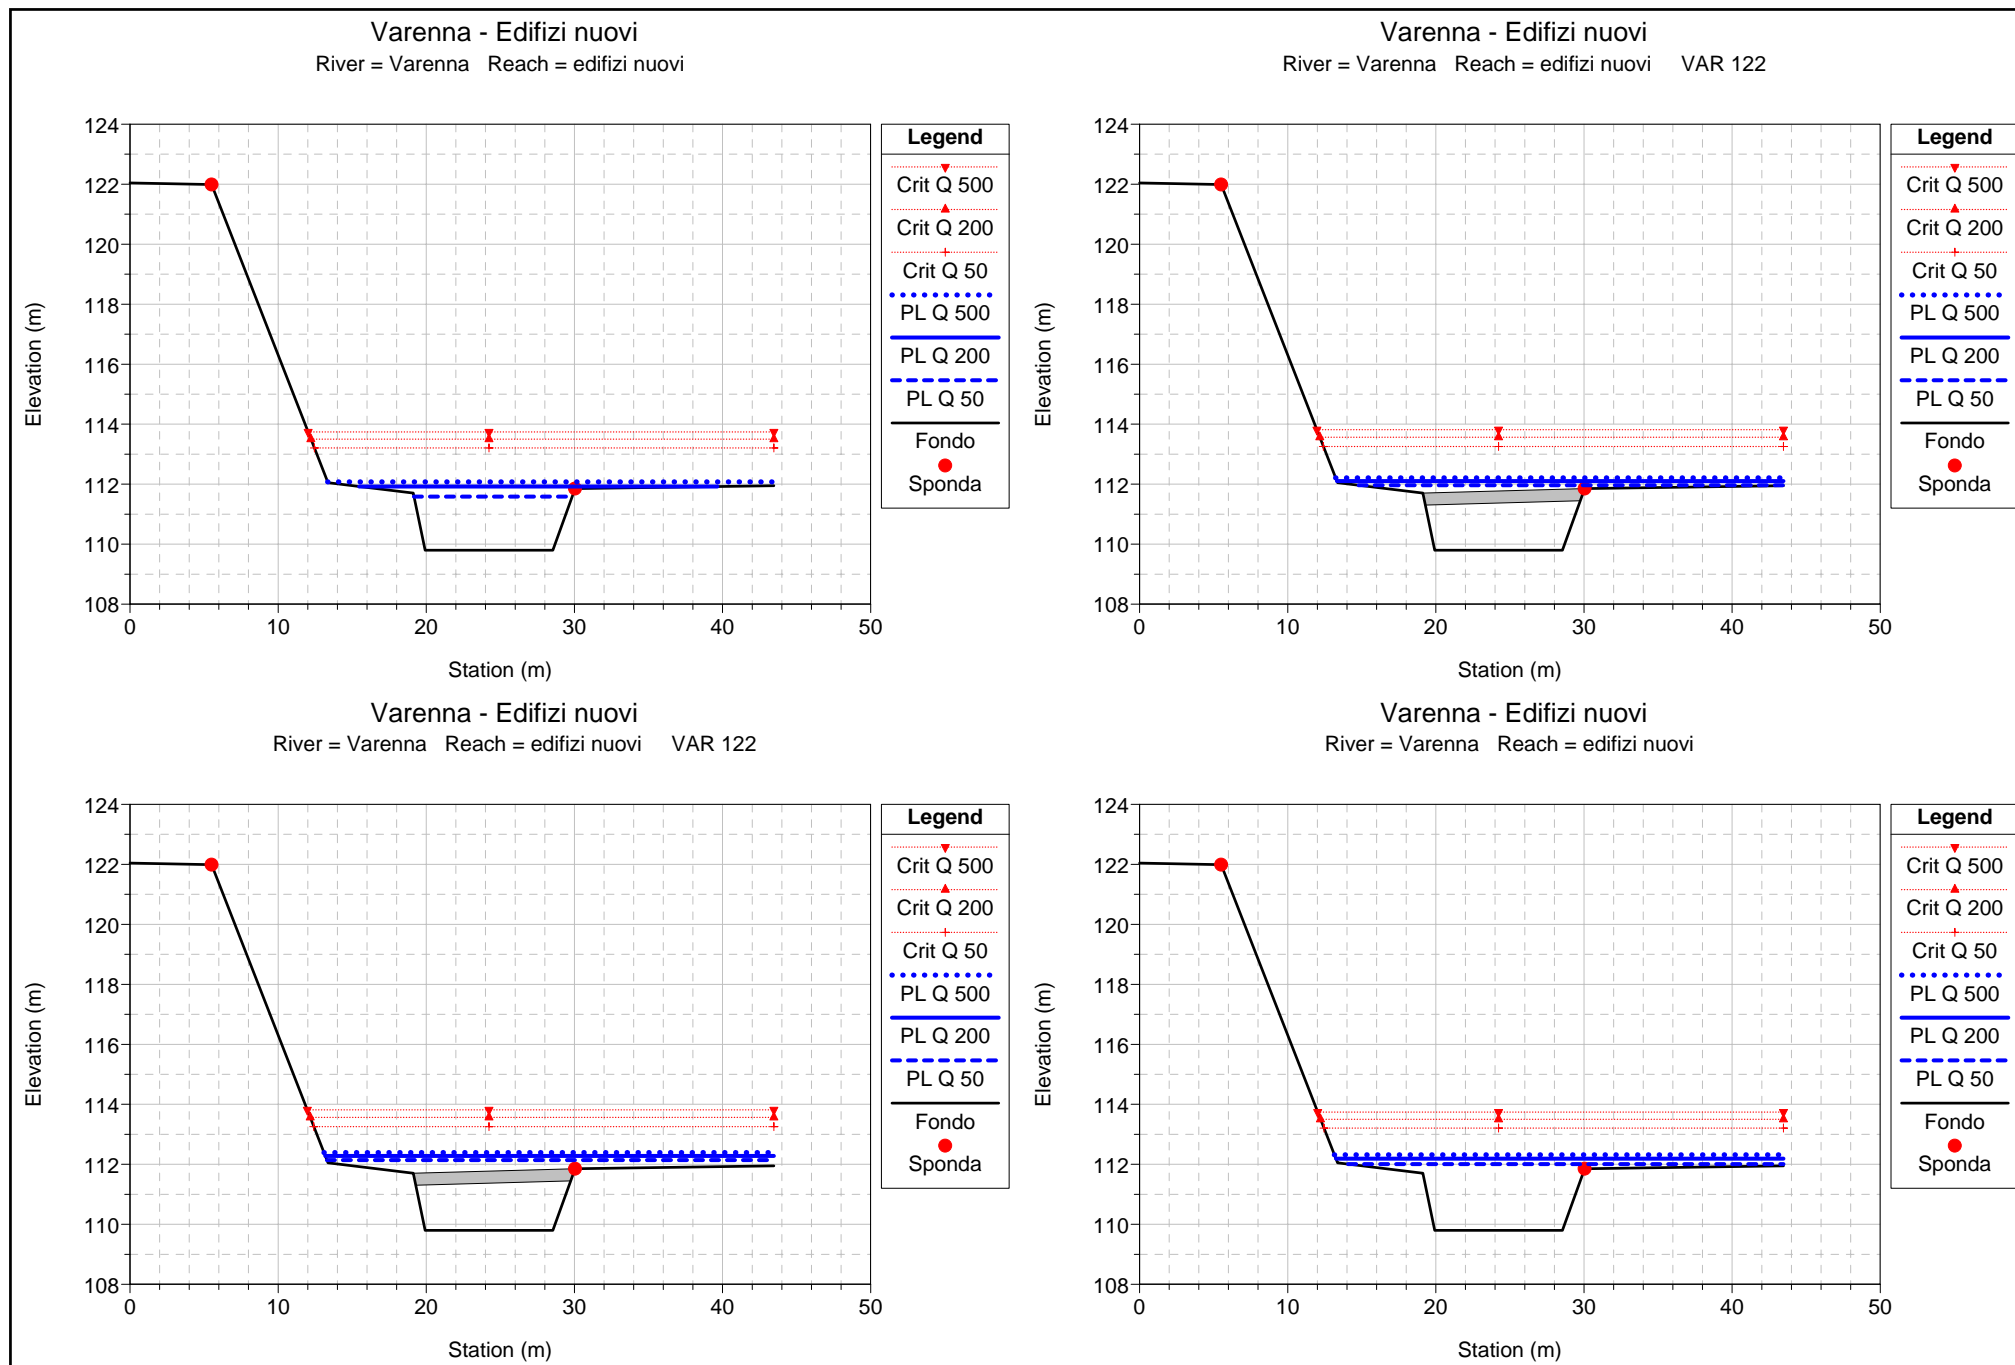 Varenna - Edifizi nuovi
River = Varenna Reach = edifizi nuovi
124
122
120
118
116
114
112
110
108
0 10 20 30 40 50
Elevation (m)
Station (m)
Legend
Crit Q 500
Crit Q 200
Crit Q 50
PL Q 500
PL Q 200
PL Q 50
Fondo
Sponda
Varenna - Edifizi nuovi
River = Varenna Reach = edifizi nuovi VAR 122
124
122
120
118
116
114
112
110
108
0 10 20 30 40 50
Elevation (m)
Station (m)
Legend
Crit Q 500
Crit Q 200
Crit Q 50
PL Q 500
PL Q 200
PL Q 50
Fondo
Sponda
Varenna - Edifizi nuovi
River = Varenna Reach = edifizi nuovi VAR 122
124
122
120
118
116
114
112
110
108
0 10 20 30 40 50
Elevation (m)
Station (m)
Legend
Crit Q 500
Crit Q 200
Crit Q 50
PL Q 500
PL Q 200
PL Q 50
Fondo
Sponda
Varenna - Edifizi nuovi
River = Varenna Reach = edifizi nuovi
124
122
120
118
116
114
112
110
108
0 10 20 30 40 50
Elevation (m)
Station (m)
Legend
Crit Q 500
Crit Q 200
Crit Q 50
PL Q 500
PL Q 200
PL Q 50
Fondo
Sponda